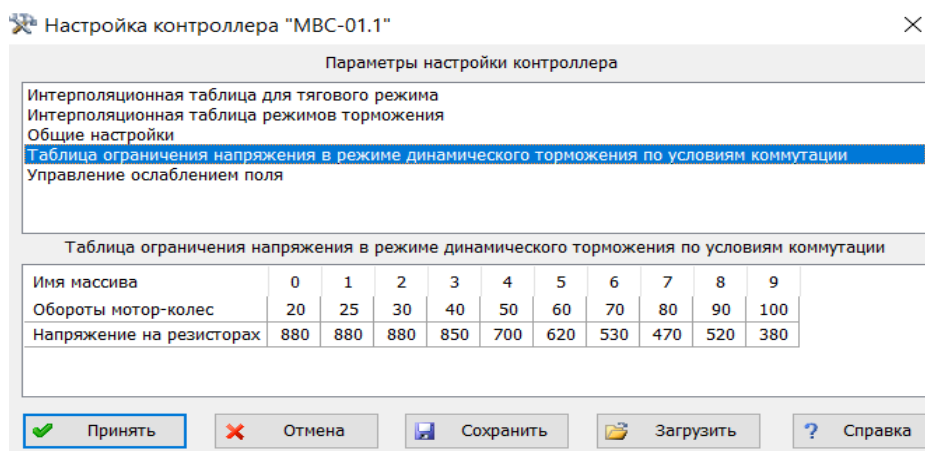 Настройка контроллера "МВС-01.1"
Параметры настройки контроллера
Интерполяционная таблица для тягового режима
Интерполяционная таблица режимов торможения
Общие настройки
Таблица ограничения напряжения в режиме динамического торможения по условиям коммутации
Управление ослаблением поля
Таблица ограничения напряжения в режиме динамического торможения по условиям коммутации
Имя массива 0 1 2 3 4 5 6 7 8 9
Обороты мотор-колес 20 25 30 40 50 60 70 80 90 100
Напряжение на резисторах 880 880 880 850 700 620 530 470 520 380
Принять Отмена Сохранить Загрузить ? Справка